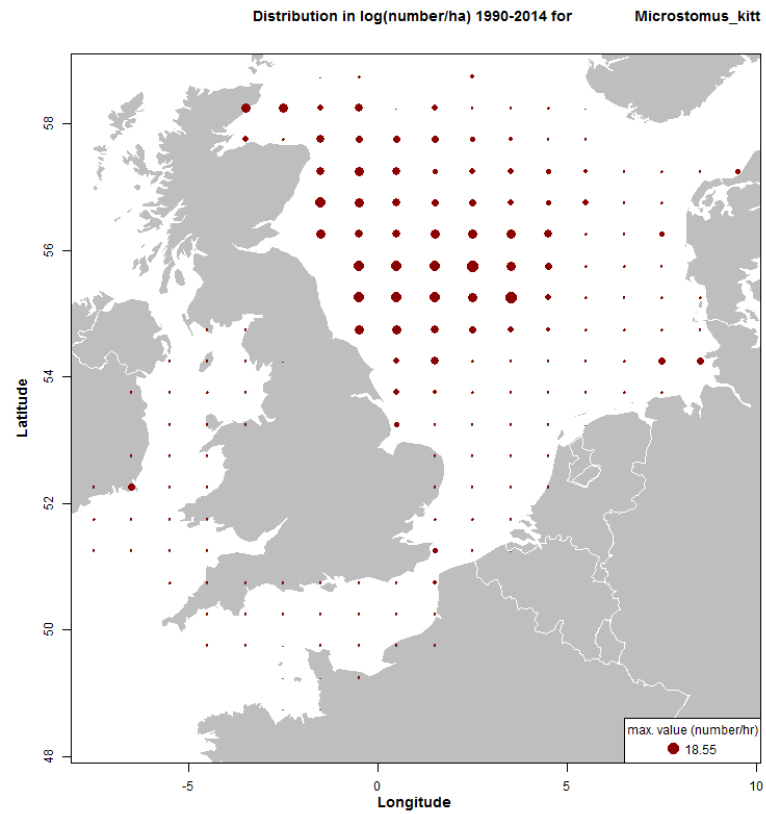 Distribution in log(number/ha) 1990-2014 for Microstomus_kitt
58
56
54
52
50
48
Latitude
max. value (number/hr)
18.55
-5 0 5 10
Longitude